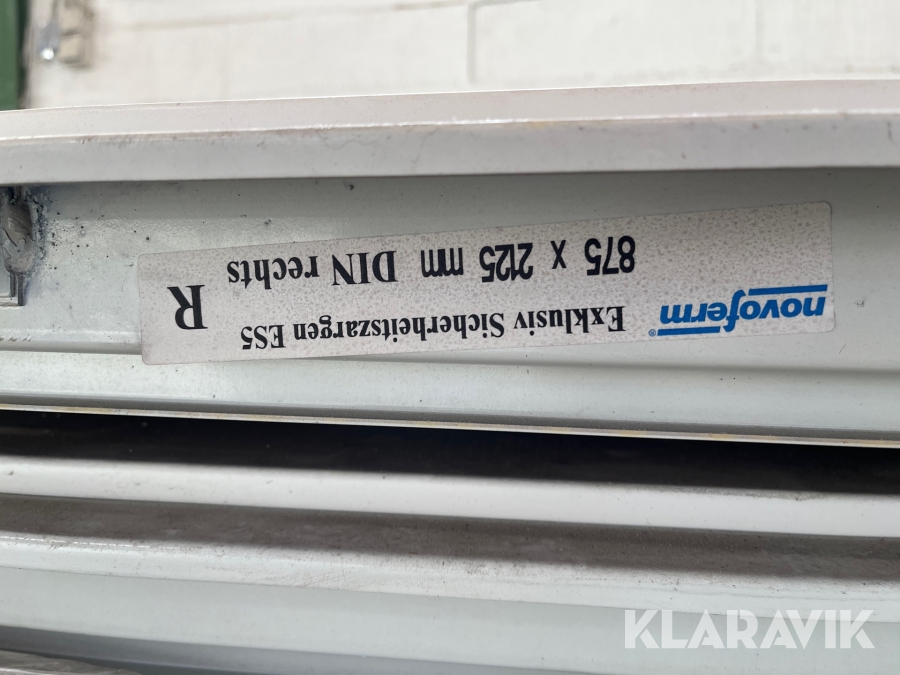 novoferm®
Exklusiv Sicherheitszargen ES5
875 x 2125 mm DIN rechts
R
KLARAVIK